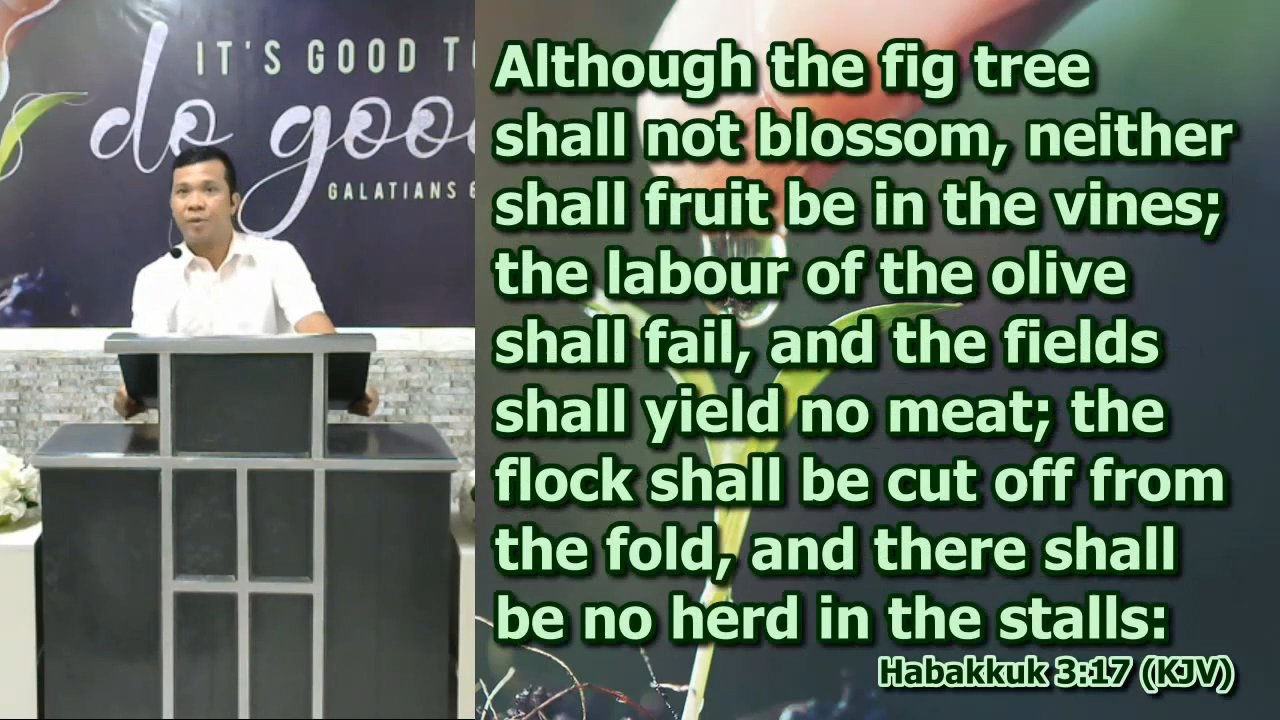 IT'S GOOD TO
do good
GALATIANS 6
Although the fig tree
shall not blossom, neither
shall fruit be in the vines;
the labour of the olive
shall fail, and the fields
shall yield no meat; the
flock shall be cut off from
the fold, and there shall
be no herd in the stalls:
Habakkuk 3:17 (KJV)